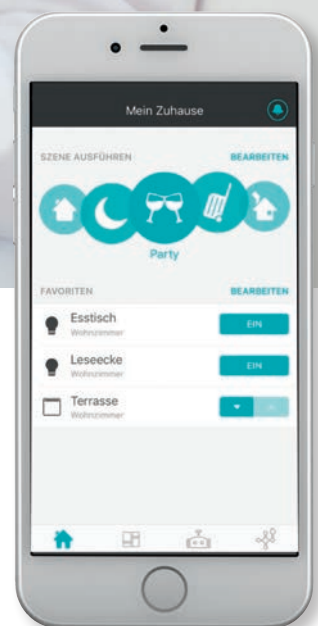 Mein Zuhause
SZENE AUSFÜHREN BEARBEITEN
Party
FAVORITEN BEARBEITEN
Esstisch
Wohnzimmer
EIN
Leseecke
Wohnzimmer
EIN
Terrasse
Wohnzimmer